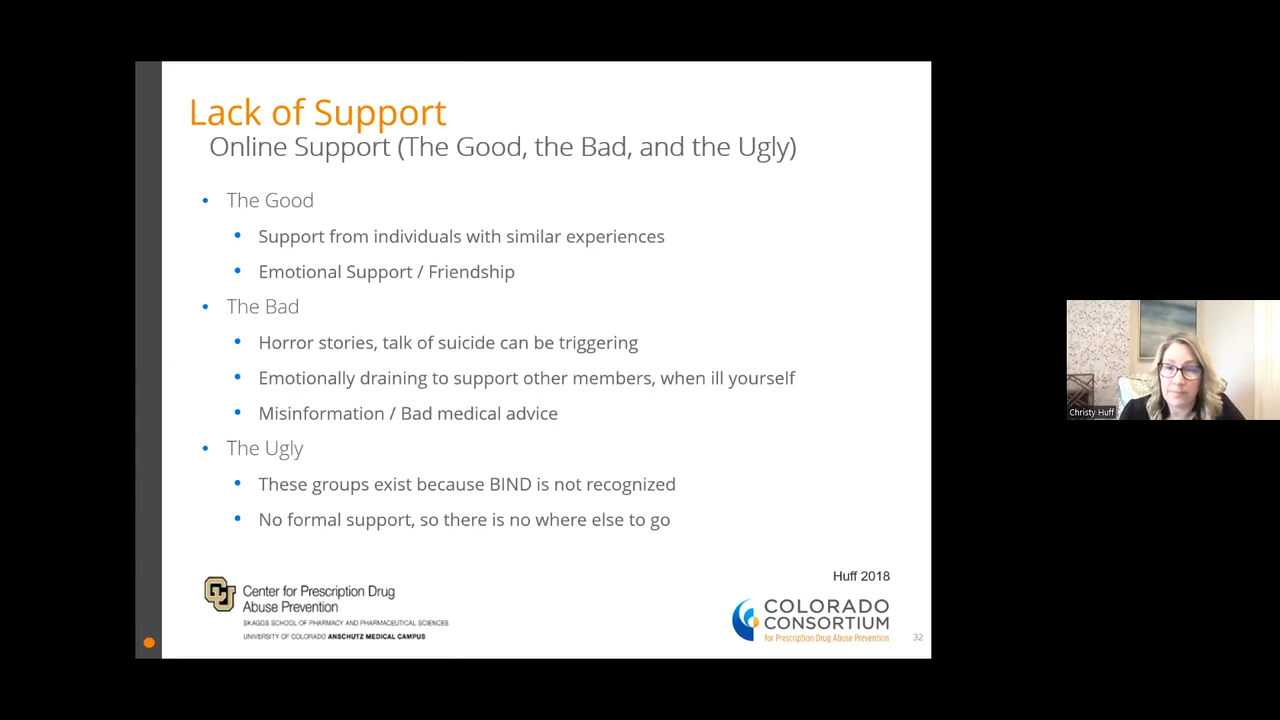 Lack of Support
Online Support (The Good, the Bad, and the Ugly)
• The Good
• Support from individuals with similar experiences
• Emotional Support / Friendship
• The Bad
• Horror stories, talk of suicide can be triggering
• Emotionally draining to support other members, when ill yourself
• Misinformation / Bad medical advice
• The Ugly
• These groups exist because BIND is not recognized
• No formal support, so there is no where else to go
Huff 2018
CU
Center for Prescription Drug
Abuse Prevention
SKAGGS SCHOOL OF PHARMACY AND PHARMACEUTICAL SCIENCES
UNIVERSITY OF COLORADO ANSCHUTZ MEDICAL CAMPUS
COLORADO
CONSORTIUM
for Prescription Drug Abuse Prevention
32
Christy Huff